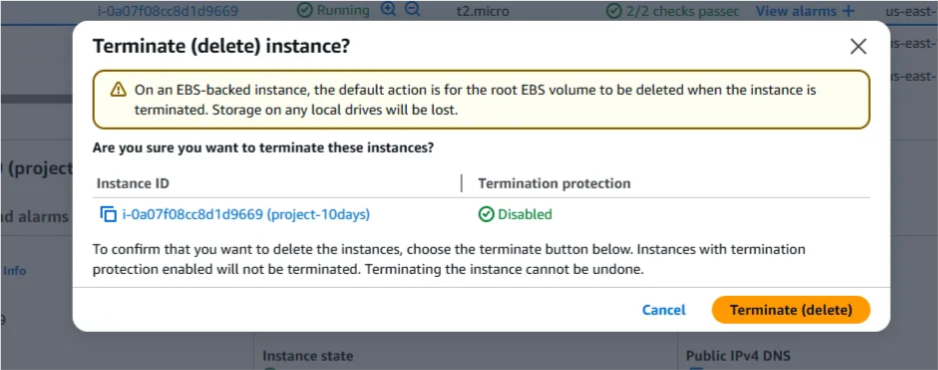 i-0a07f08cc8d1d9669 Running t2.micro 2/2 checks passec View alarms + us-east-
Terminate (delete) instance?
us-east-
On an EBS-backed instance, the default action is for the root EBS volume to be deleted when the instance is
us-east-
terminated. Storage on any local drives will be lost.
Are you sure you want to terminate these instances?
(project
Instance ID Termination protection
i-0a07f08cc8d1d9669 (project-10days) Disabled
nd alarms
To confirm that you want to delete the instances, choose the terminate button below. Instances with termination
protection enabled will not be terminated. Terminating the instance cannot be undone.
Info
Cancel Terminate (delete)
9
Instance state Public IPv4 DNS